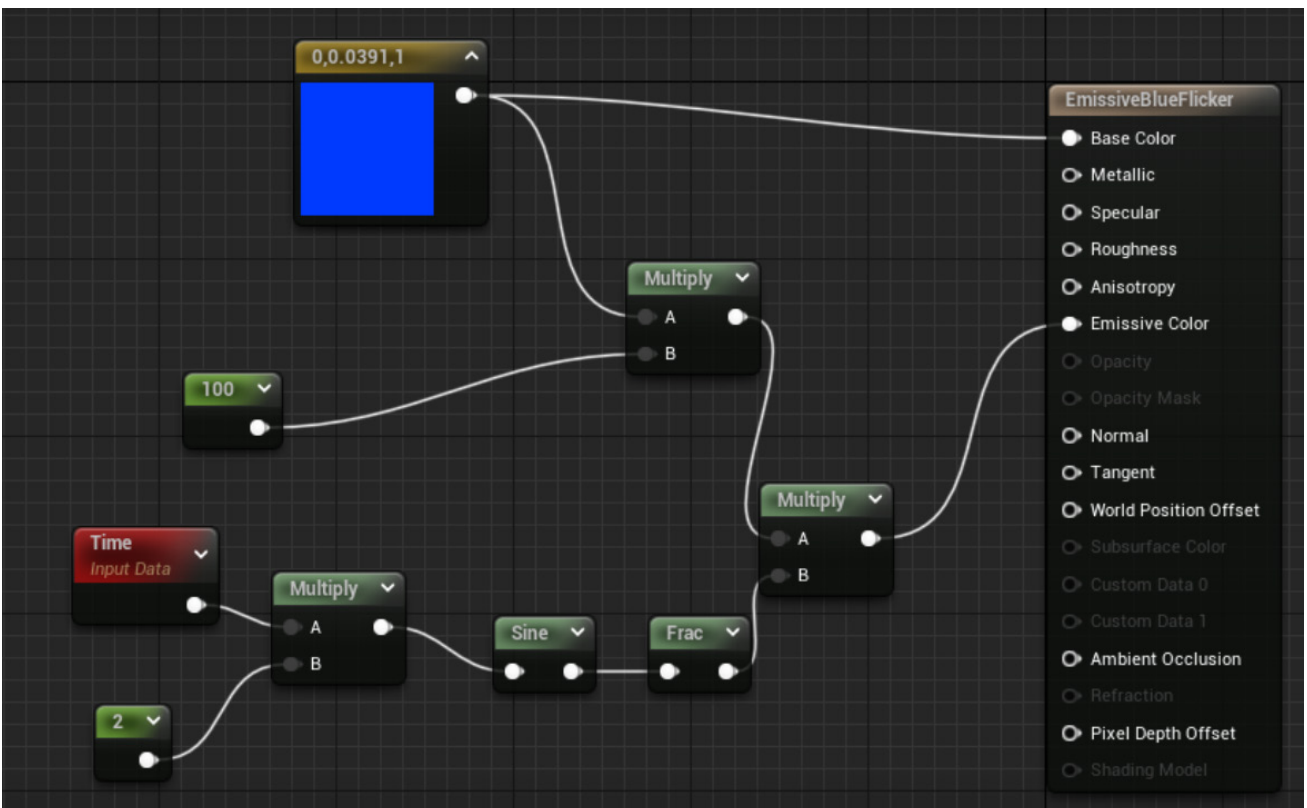 0,0.0391,1
EmissiveBlueFlicker
Base Color
Metallic
Specular
Roughness
Anisotropy
Emissive Color
Opacity
Opacity Mask
Normal
Tangent
World Position Offset
Subsurface Color
Custom Data 0
Custom Data 1
Ambient Occlusion
Refraction
Pixel Depth Offset
Shading Model
Multiply
A
B
100
Multiply
A
B
Time
Input Data
Multiply
A
B
Sine
Frac
2